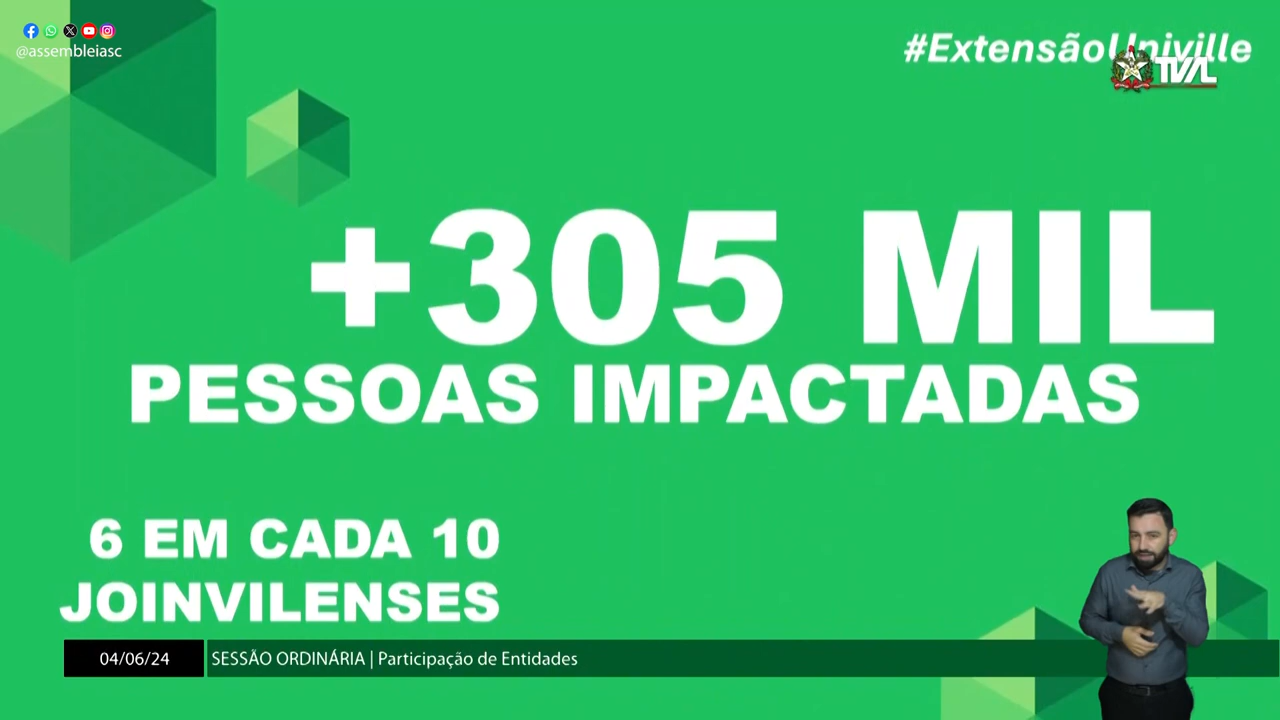 @assembleiasc
#ExtensãoUniville
TVAL
+305 MIL
PESSOAS IMPACTADAS
6 EM CADA 10
JOINVILENSES
04/06/24
SESSÃO ORDINÁRIA | Participação de Entidades